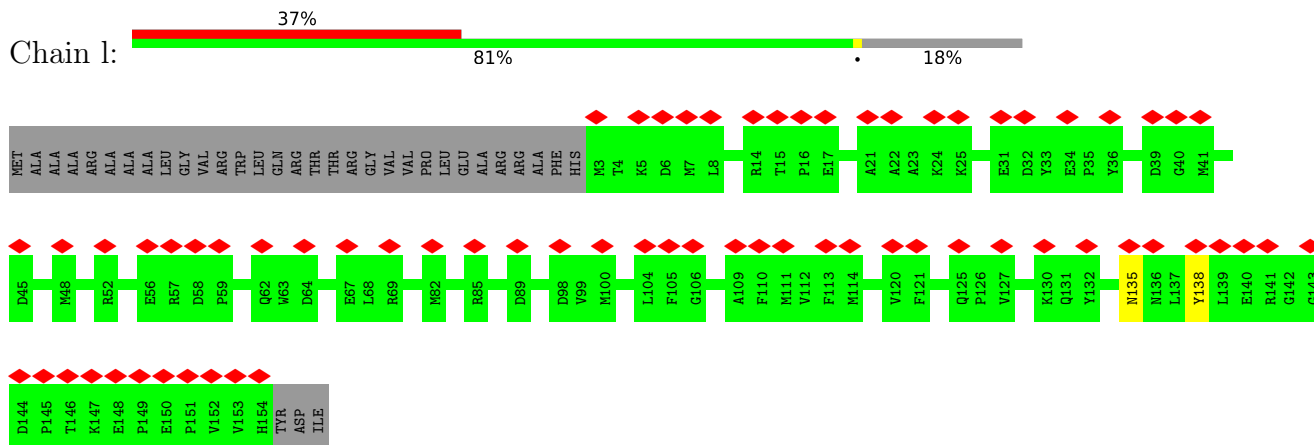 37%
Chain l:
81%
•
18%
MET ALA ALA ALA ARG ALA ALA ALA LEU GLY VAL ARG TRP LEU GLN ARG THR THR ARG GLY VAL VAL PRO LEU GLU ALA ARG ARG ALA PHE HIS M3 T4 K5 D6 M7 L8 R14 T15 P16 E17 A21 A22 A23 K24 K25 E31 D32 Y33 E34 P35 Y36 D39 G40 M41
D45 M48 R52 E56 R57 D58 P59 Q62 W63 D64 E67 L68 R69 M82 R85 D89 D98 V99 M100 L104 F105 G106 A109 F110 M111 V112 F113 M114 V120 F121 Q125 P126 V127 K130 Q131 Y132 N135 N136 L137 Y138 L139 E140 R141 G142 G143
D144 P145 T146 K147 E148 P149 E150 P151 V152 V153 H154 TYR ASP ILE